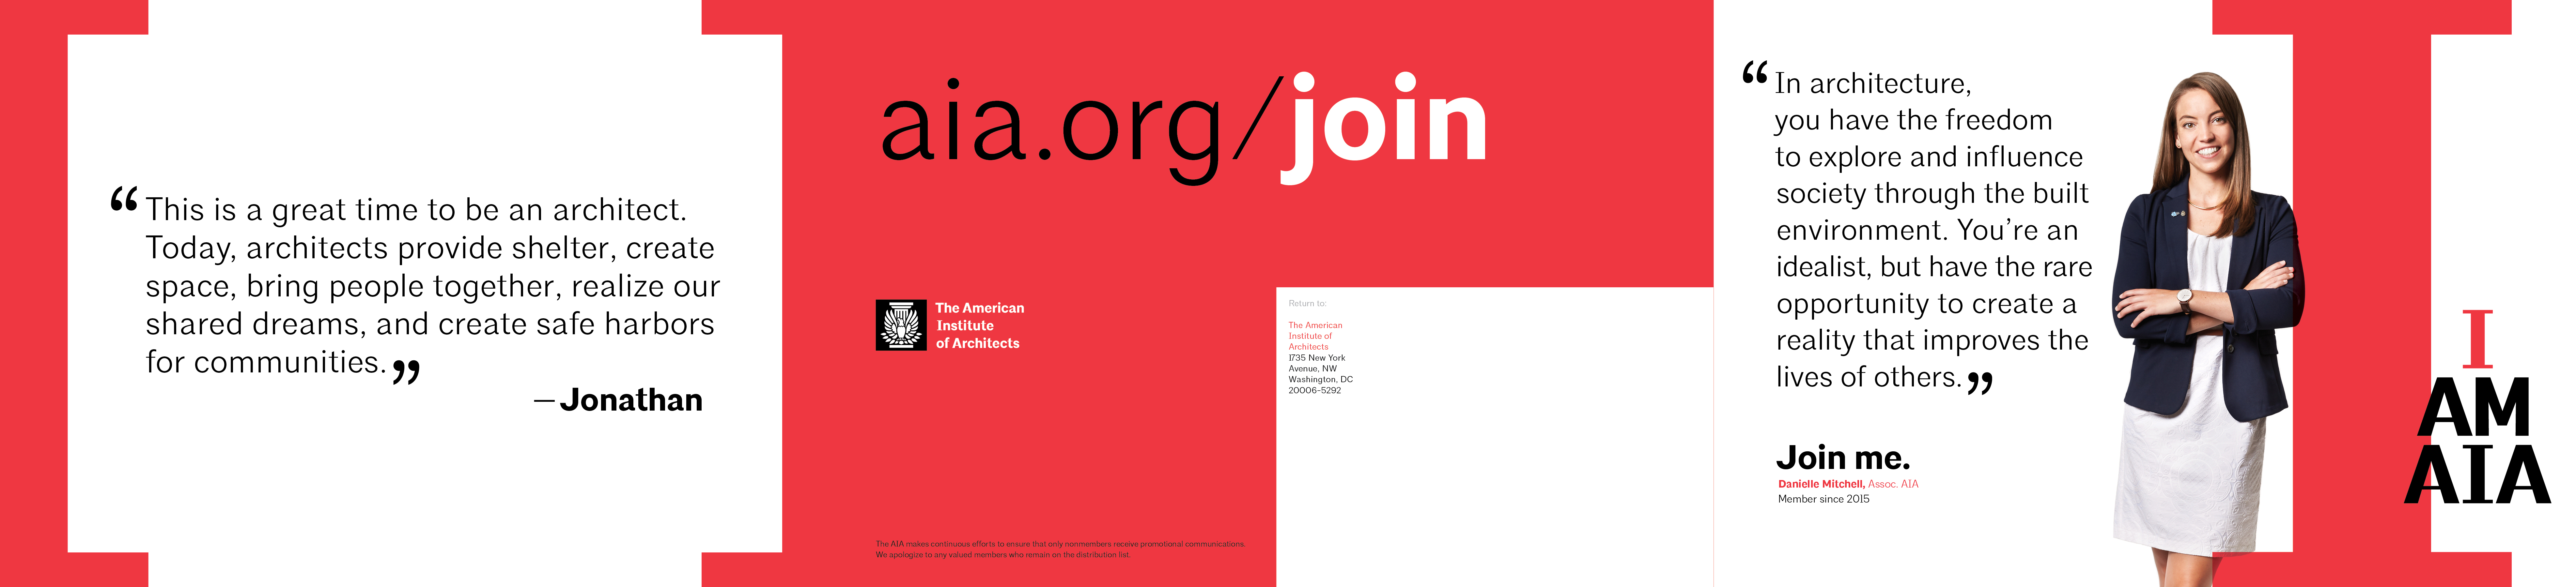 “This is a great time to be an architect.
Today, architects provide shelter, create
space, bring people together, realize our
shared dreams, and create safe harbors
for communities.”
—Jonathan
aia.org/join
The American
Institute
of Architects
The AIA makes continuous efforts to ensure that only nonmembers receive promotional communications.
We apologize to any valued members who remain on the distribution list.
Return to:
The American
Institute of
Architects
1735 New York
Avenue, NW
Washington, DC
20006-5292
“In architecture,
you have the freedom
to explore and influence
society through the built
environment. You’re an
idealist, but have the rare
opportunity to create a
reality that improves the
lives of others.”
Join me.
Danielle Mitchell, Assoc. AIA
Member since 2015
I
AM
AIA